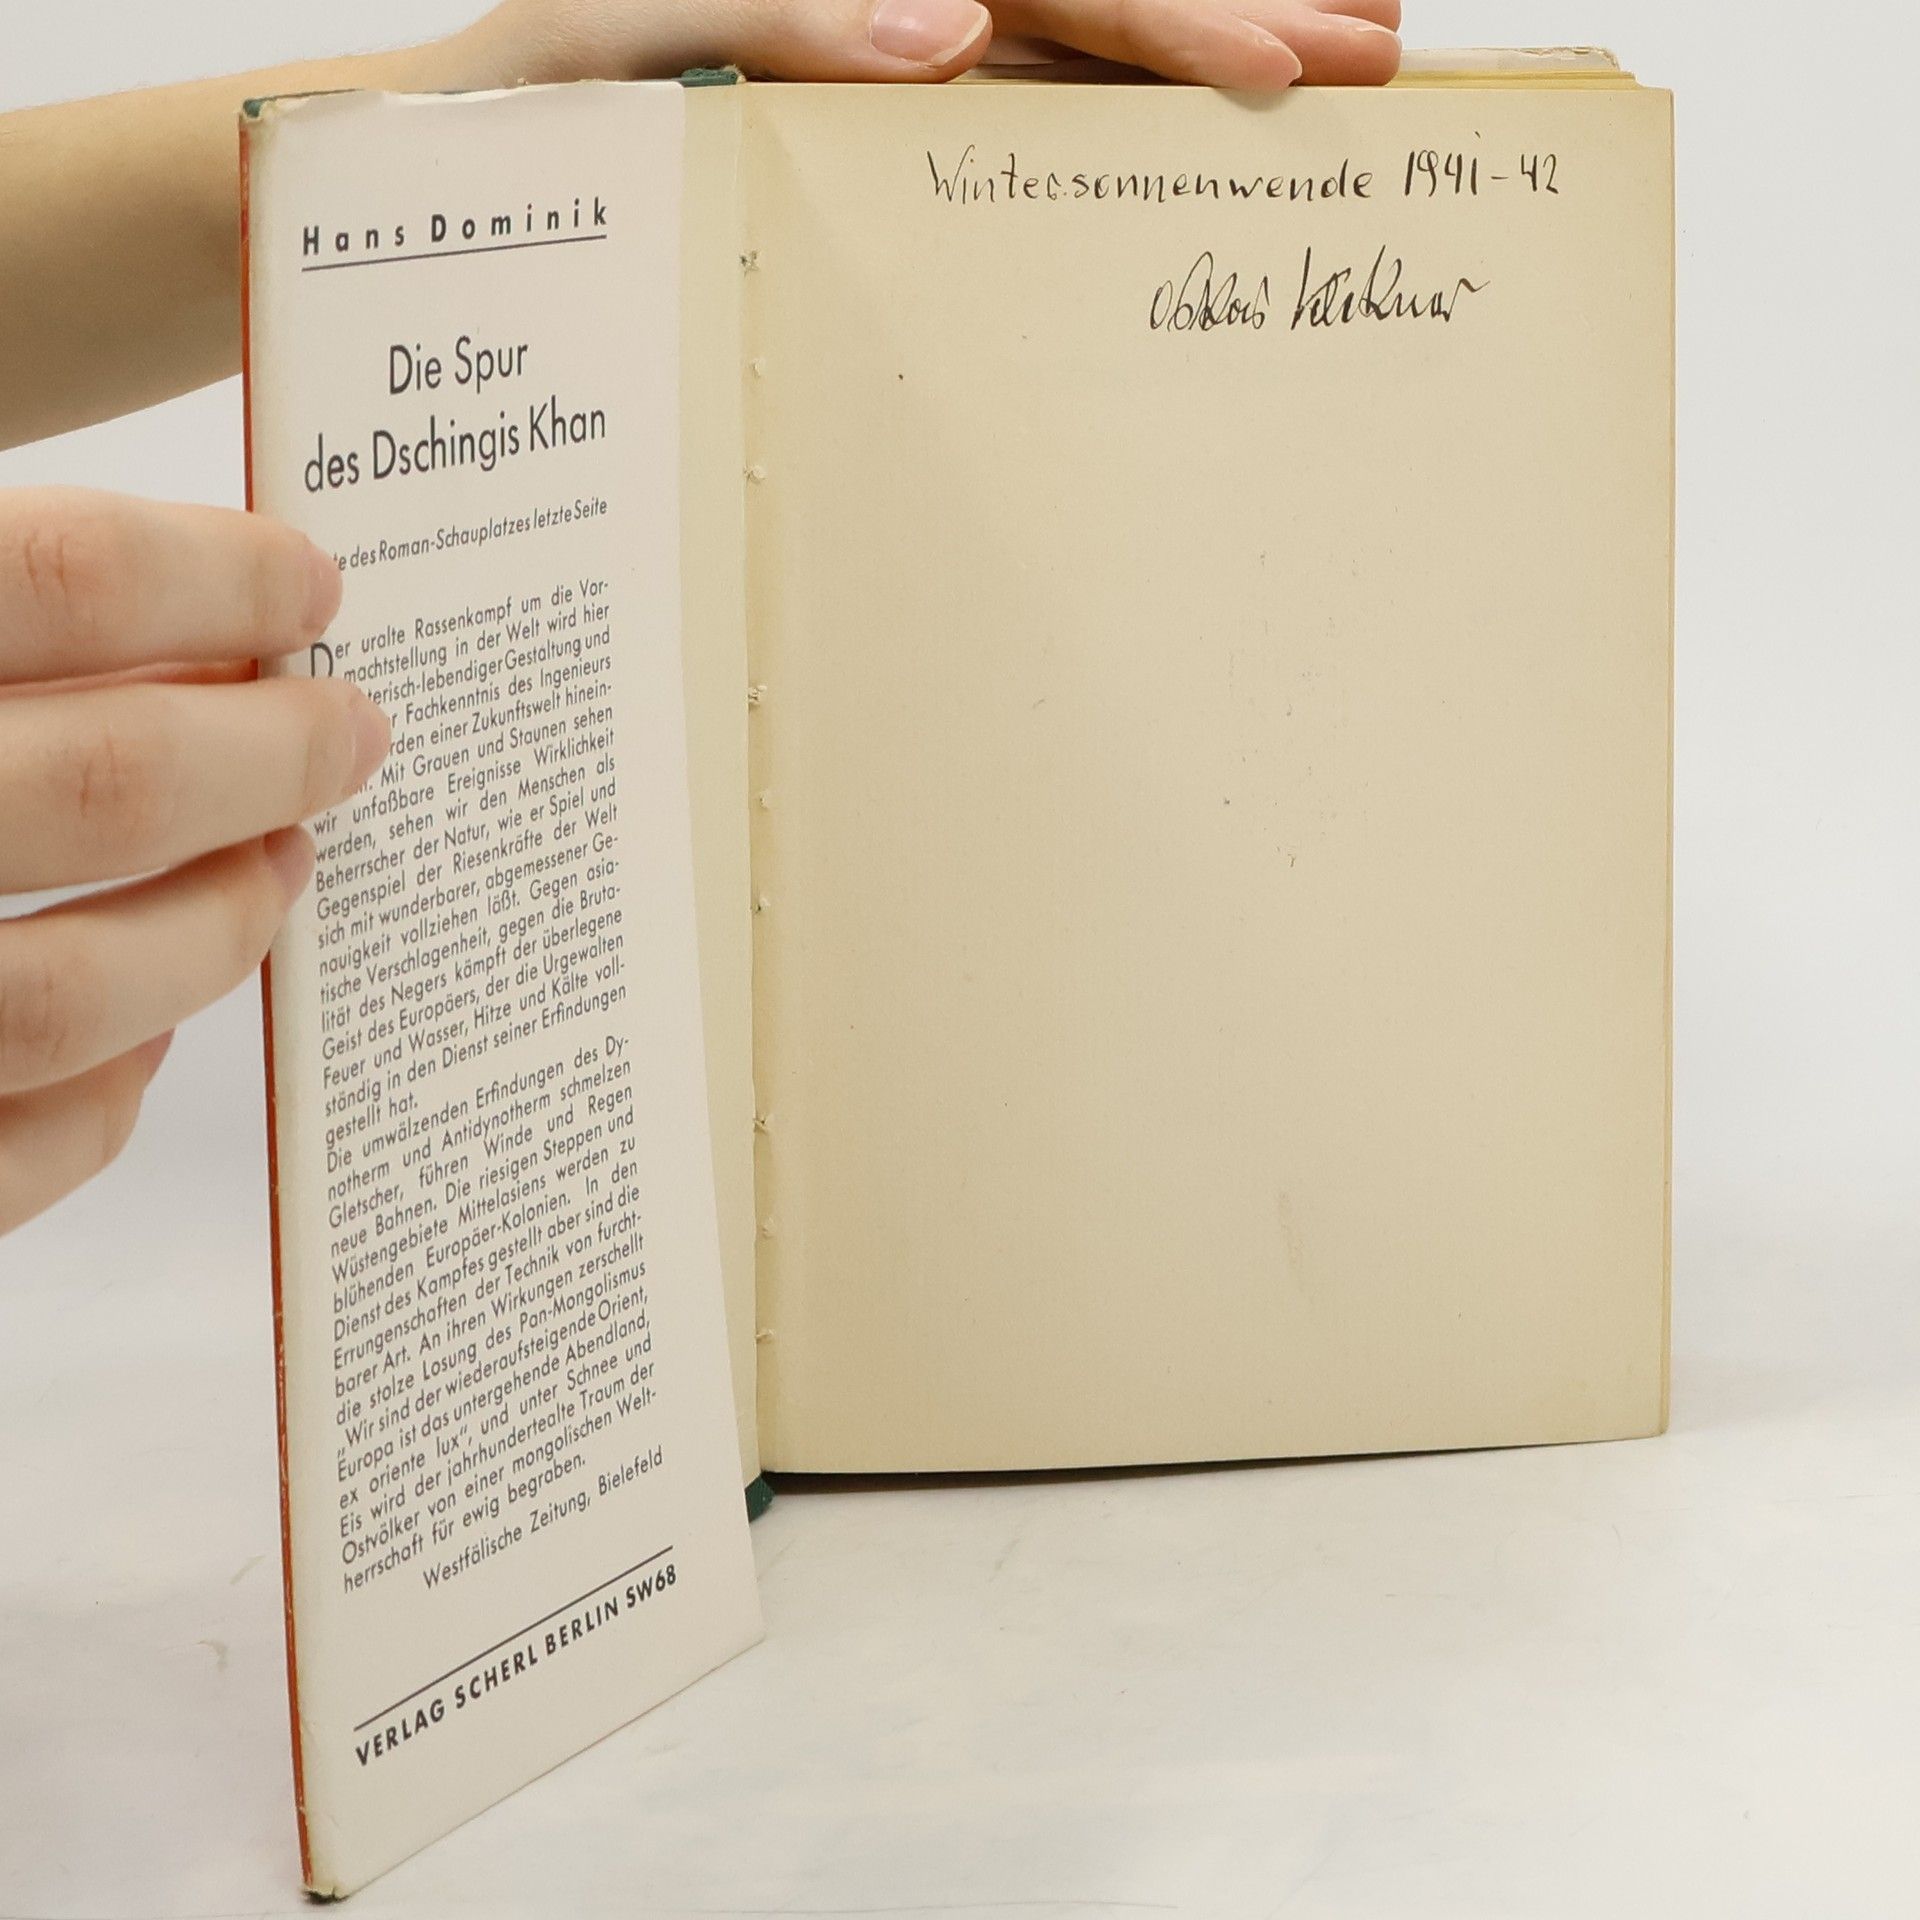 Hans Dominik
Die Spur
des Dschingis Khan
des Roman-Schauplatzes letzte Seite
Der uralte Rassenkampf um die Vor-
machtstellung in der Welt wird hier
Gestaltung und
Fachkenntnis des Ingenieurs
einer Zukunftswelt hinein-
Mit Grauen und Staunen sehen
wir unfaßbare Ereignisse Wirklichkeit
werden, sehen wir den Menschen als
Beherrscher der Natur, wie er Spiel und
Gegenspiel der Riesenkräfte der Welt
sich mit wunderbarer, abgemessener Ge-
nauigkeit vollziehen läßt. Gegen asia-
tische Verschlagenheit, gegen die Bruta-
lität des Negers kämpft der überlegene
Geist des Europäers, der die Urgewalten
Feuer und Wasser, Hitze und Kälte voll-
ständig in den Dienst seiner Erfindungen
gestellt hat.
Die umwälzenden Erfindungen des Dy-
notherm und Antidynotherm schmelzen
Gletscher, führen Winde und Regen
neue Bahnen. Die riesigen Steppen und
Wüstengebiete Mittelasiens werden zu
blühenden Europäer-Kolonien. In den
Dienst des Kampfes gestellt aber sind die
Errungenschaften der Technik von furcht-
barer Art. An ihren Wirkungen zerschellt
die stolze Losung des Pan-Mongolismus
„Wir sind der wiederaufsteigende Orient,
Europa ist das untergehende Abendland,
ex oriente lux“, und unter Schnee und
Eis wird der jahrhundertealte Traum der
Ostvölker von einer mongolischen Welt-
herrschaft für ewig begraben.
Westfälische Zeitung, Bielefeld
VERLAG SCHERL BERLIN SW68
Wintersonnenwende 1941-42